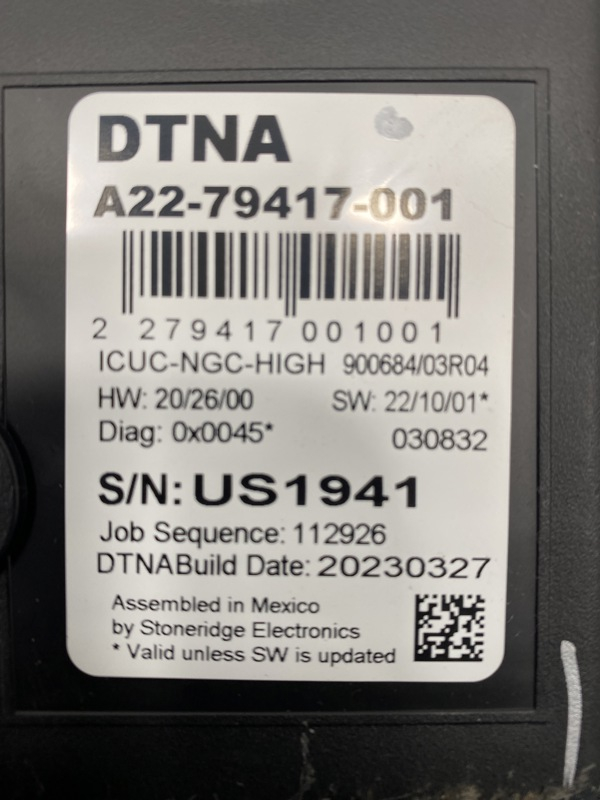 DTNA
A22-79417-001
2 279417 001001
ICUC-NGC-HIGH 900684/03R04
HW: 20/26/00 SW: 22/10/01*
Diag: 0x0045* 030832
S/N: US1941
Job Sequence: 112926
DTNABuild Date: 20230327
Assembled in Mexico
by Stoneridge Electronics
* Valid unless SW is updated